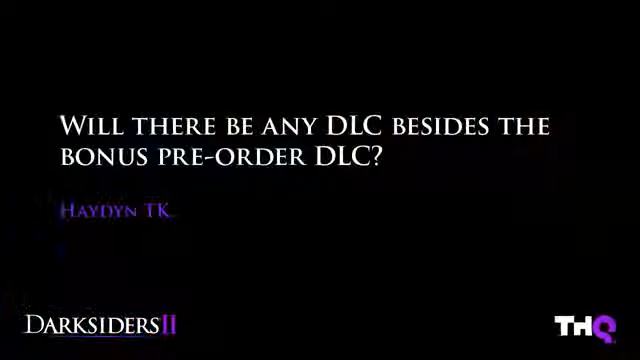 Will there be any DLC besides the
bonus pre-order DLC?
Haydyn TK
Darksiders II
THQ